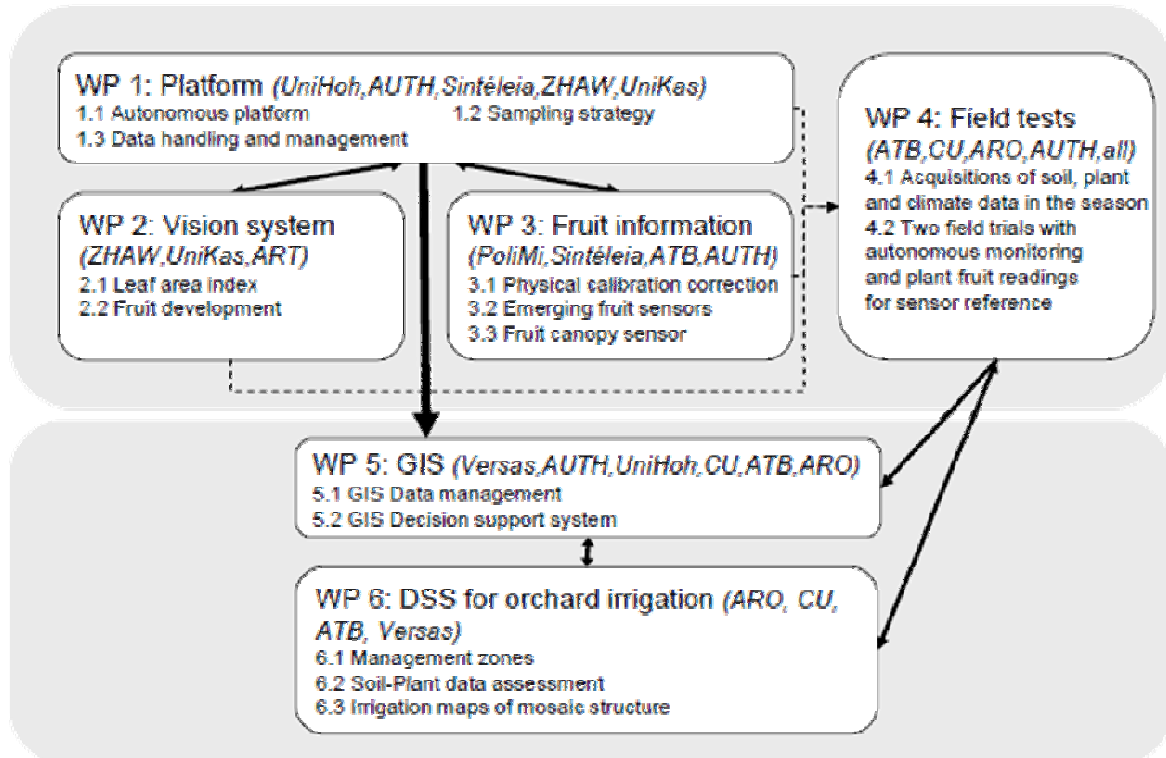 WP 1: Platform (UniHoh,AUTH,Sintéleia,ZHAW,UniKas)
1.1 Autonomous platform
1.2 Sampling strategy
1.3 Data handling and management
WP 2: Vision system
(ZHAW,UniKas,ART)
2.1 Leaf area index
2.2 Fruit development
WP 3: Fruit information
(PoliMi,Sintéleia,ATB,AUTH)
3.1 Physical calibration correction
3.2 Emerging fruit sensors
3.3 Fruit canopy sensor
WP 4: Field tests
(ATB,CU,ARO,AUTH,all)
4.1 Acquisitions of soil, plant
and climate data in the season
4.2 Two field trials with
autonomous monitoring
and plant fruit readings
for sensor reference
WP 5: GIS (Versas,AUTH,UniHoh,CU,ATB,ARO)
5.1 GIS Data management
5.2 GIS Decision support system
WP 6: DSS for orchard irrigation (ARO, CU,
ATB, Versas)
6.1 Management zones
6.2 Soil-Plant data assessment
6.3 Irrigation maps of mosaic structure